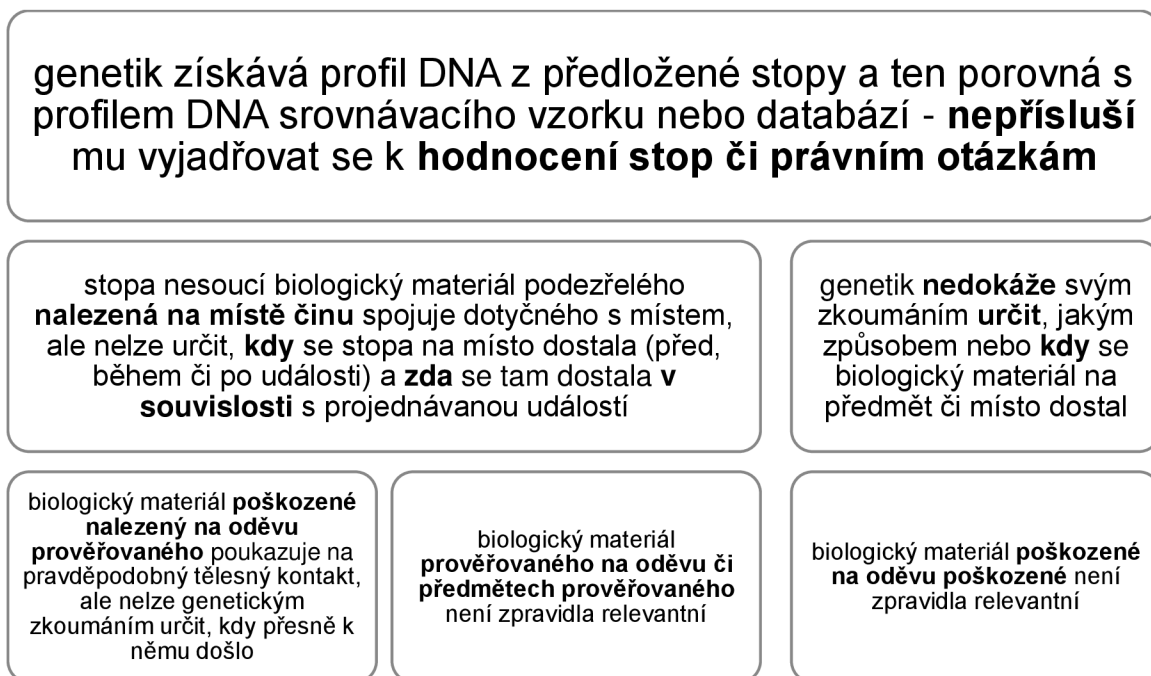 genetik získává profil DNA z předložené stopy a ten porovná s
profilem DNA srovnávacího vzorku nebo databází - nepřísluší
mu vyjadřovat se k hodnocení stop či právním otázkám
stopa nesoucí biologický materiál podezřelého
nalezená na místě činu spojuje dotyčného s místem,
ale nelze určit, kdy se stopa na místo dostala (před,
během či po události) a zda se tam dostala v
souvislosti s projednávanou událostí
genetik nedokáže svým
zkoumáním určit, jakým
způsobem nebo kdy se
biologický materiál na
předmět či místo dostal
biologický materiál poškozené
nalezený na oděvu
prověřovaného poukazuje na
pravděpodobný tělesný kontakt,
ale nelze genetickým
zkoumáním určit, kdy přesně k
němu došlo
biologický materiál
prověřovaného na oděvu či
předmětech prověřovaného
není zpravidla relevantní
biologický materiál poškozené
na oděvu poškozené není
zpravidla relevantní